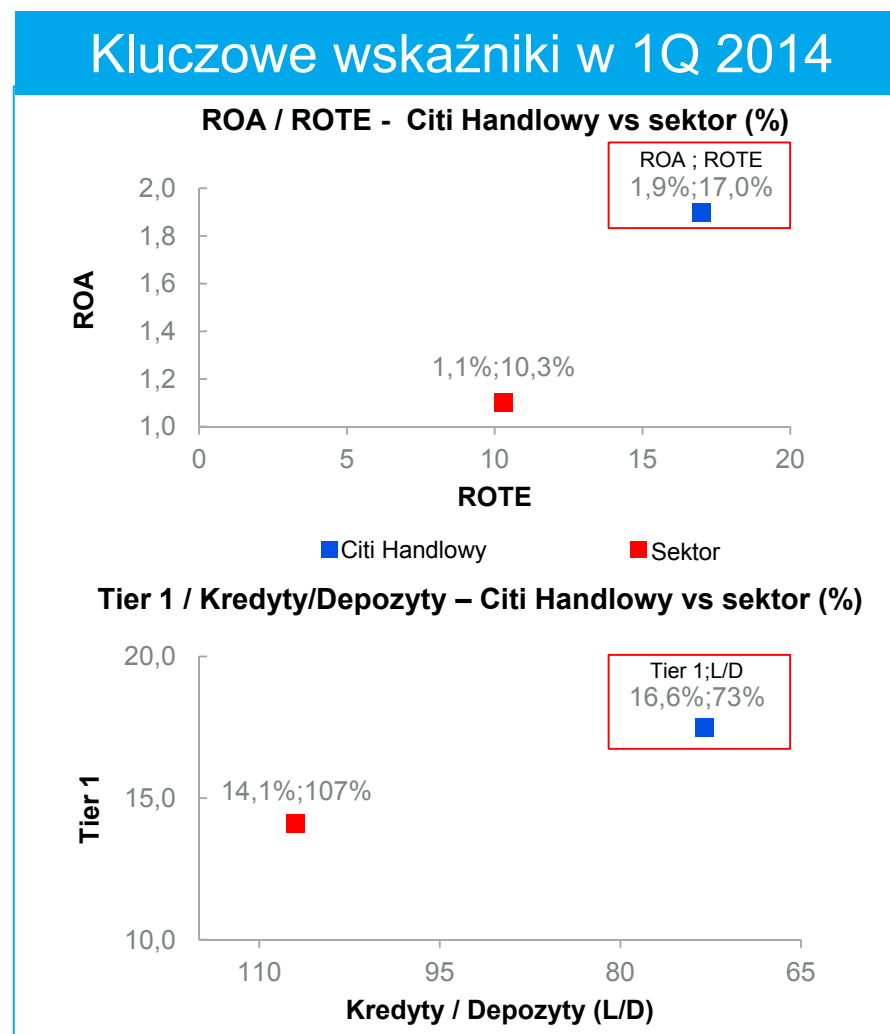 Kluczowe wskaźniki w 1Q 2014
ROA / ROTE - Citi Handlowy vs sektor (%)
ROA ; ROTE
1,9%;17,0%
2,0
1,8
1,6
1,4
1,2
1,0
ROA
1,1%;10,3%
0
5
10
15
20
ROTE
Citi Handlowy
Sektor
Tier 1 / Kredyty/Depozyty – Citi Handlowy vs sektor (%)
Tier 1;L/D
16,6%;73%
20,0
15,0
10,0
Tier 1
14,1%;107%
110
95
80
65
Kredyty / Depozyty (L/D)